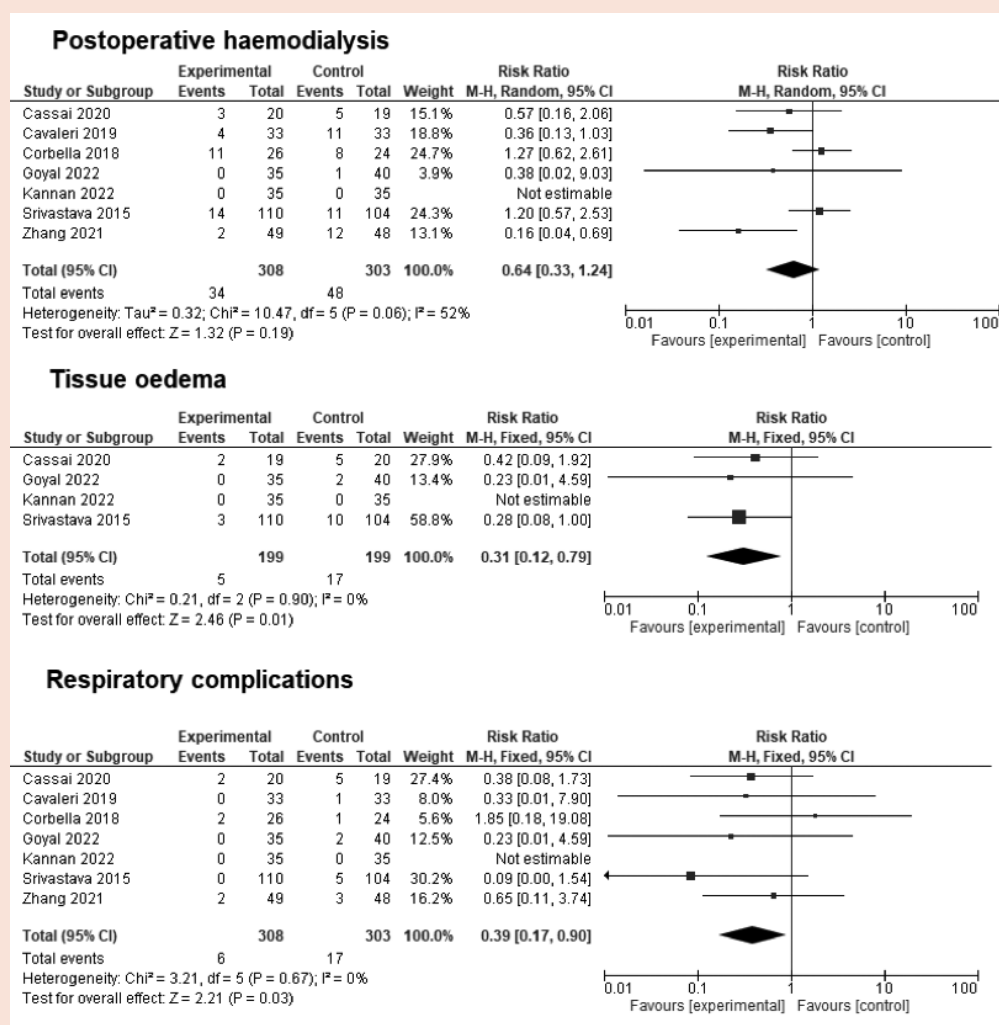 Postoperative haemodialysis
Experimental Control Risk Ratio Risk Ratio
Study or Subgroup Events Total Events Total Weight M-H, Random, 95% CI M-H, Random, 95% CI
Cassai 2020 3 20 5 19 15.1% 0.57 [0.16, 2.06]
Cavaleri 2019 4 33 11 33 18.8% 0.36 [0.13, 1.03]
Corbella 2018 11 26 8 24 24.7% 1.27 [0.62, 2.61]
Goyal 2022 0 35 1 40 3.9% 0.38 [0.02, 9.03]
Kannan 2022 0 35 0 35 Not estimable
Srivastava 2015 14 110 11 104 24.3% 1.20 [0.57, 2.53]
Zhang 2021 2 49 12 48 13.1% 0.16 [0.04, 0.69]
Total (95% CI) 308 303 100.0% 0.64 [0.33, 1.24]
Total events 34 48
Heterogeneity: Tau² = 0.32; Chi² = 10.47, df = 5 (P = 0.06); I² = 52%
Test for overall effect: Z = 1.32 (P = 0.19)
0.01 0.1 1 10 100
Favours [experimental] Favours [control]
Tissue oedema
Experimental Control Risk Ratio Risk Ratio
Study or Subgroup Events Total Events Total Weight M-H, Fixed, 95% CI M-H, Fixed, 95% CI
Cassai 2020 2 19 5 20 27.9% 0.42 [0.09, 1.92]
Goyal 2022 0 35 2 40 13.4% 0.23 [0.01, 4.59]
Kannan 2022 0 35 0 35 Not estimable
Srivastava 2015 3 110 10 104 58.8% 0.28 [0.08, 1.00]
Total (95% CI) 199 199 100.0% 0.31 [0.12, 0.79]
Total events 5 17
Heterogeneity: Chi² = 0.21, df = 2 (P = 0.90); I² = 0%
Test for overall effect: Z = 2.46 (P = 0.01)
0.01 0.1 1 10 100
Favours [experimental] Favours [control]
Respiratory complications
Experimental Control Risk Ratio Risk Ratio
Study or Subgroup Events Total Events Total Weight M-H, Fixed, 95% CI M-H, Fixed, 95% CI
Cassai 2020 2 20 5 19 27.4% 0.38 [0.08, 1.73]
Cavaleri 2019 0 33 1 33 8.0% 0.33 [0.01, 7.90]
Corbella 2018 2 26 1 24 5.6% 1.85 [0.18, 19.08]
Goyal 2022 0 35 2 40 12.5% 0.23 [0.01, 4.59]
Kannan 2022 0 35 0 35 Not estimable
Srivastava 2015 0 110 5 104 30.2% 0.09 [0.00, 1.54]
Zhang 2021 2 49 3 48 16.2% 0.65 [0.11, 3.74]
Total (95% CI) 308 303 100.0% 0.39 [0.17, 0.90]
Total events 6 17
Heterogeneity: Chi² = 3.21, df = 5 (P = 0.67); I² = 0%
Test for overall effect: Z = 2.21 (P = 0.03)
0.01 0.1 1 10 100
Favours [experimental] Favours [control]